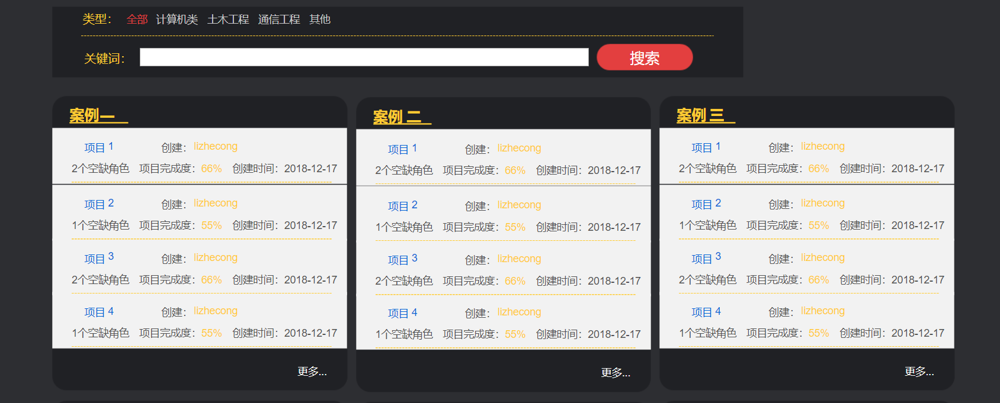 类型： 全部 计算机类 土木工程 通信工程 其他
关键词： 搜索
案例一
项目 1 创建： lizhecong
2个空缺角色 项目完成度：66% 创建时间：2018-12-17
项目 2 创建： lizhecong
1个空缺角色 项目完成度：55% 创建时间：2018-12-17
项目 3 创建： lizhecong
2个空缺角色 项目完成度：66% 创建时间：2018-12-17
项目 4 创建： lizhecong
1个空缺角色 项目完成度：55% 创建时间：2018-12-17
更多...
案例 二
项目 1 创建： lizhecong
2个空缺角色 项目完成度：66% 创建时间：2018-12-17
项目 2 创建： lizhecong
1个空缺角色 项目完成度：55% 创建时间：2018-12-17
项目 3 创建： lizhecong
2个空缺角色 项目完成度：66% 创建时间：2018-12-17
项目 4 创建： lizhecong
1个空缺角色 项目完成度：55% 创建时间：2018-12-17
更多...
案例 三
项目 1 创建： lizhecong
2个空缺角色 项目完成度：66% 创建时间：2018-12-17
项目 2 创建： lizhecong
1个空缺角色 项目完成度：55% 创建时间：2018-12-17
项目 3 创建： lizhecong
2个空缺角色 项目完成度：66% 创建时间：2018-12-17
项目 4 创建： lizhecong
1个空缺角色 项目完成度：55% 创建时间：2018-12-17
更多...